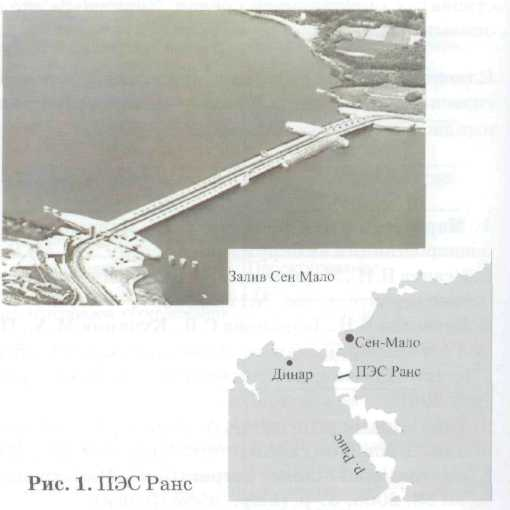 Залив Сен Мало
Сен-Мало
Динар
ПЭС Ранс
р. Ранс
Рис. 1. ПЭС Ранс